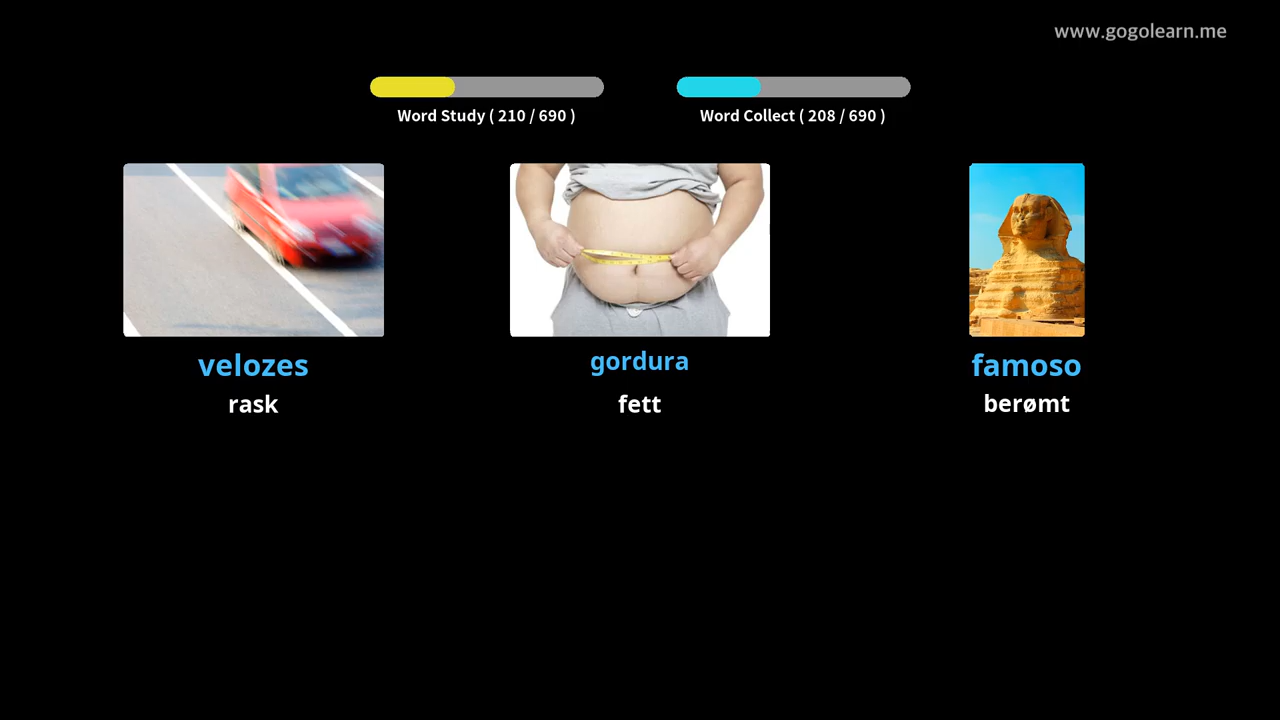 www.gogolearn.me
Word Study ( 210 / 690 )
Word Collect ( 208 / 690 )
velozes
rask
gordura
fett
famoso
berømt